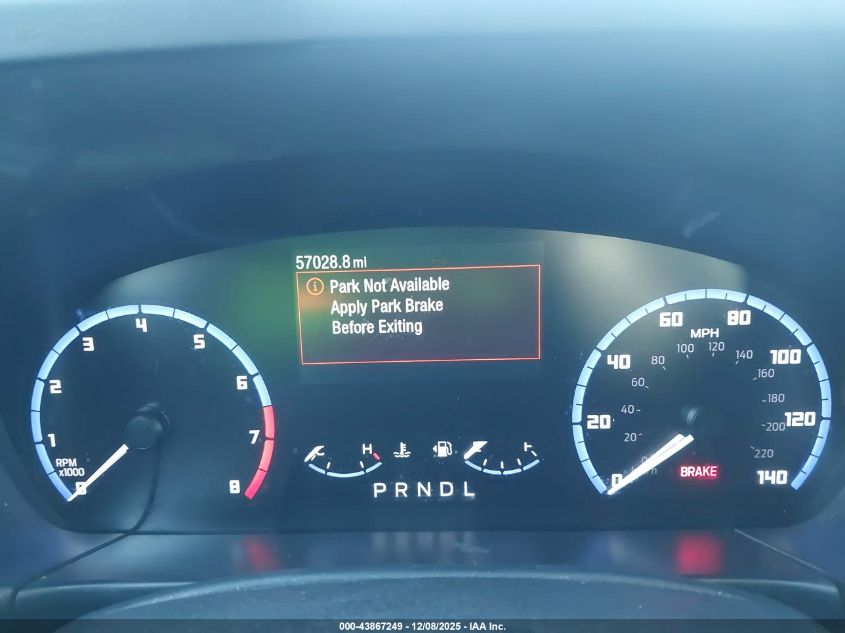 57028.8 mi
Park Not Available
Apply Park Brake
Before Exiting
0 1 2 3 4 5 6 7 8
RPM
x1000
H
P R N D L
0 20 40 60 80 100 120 140
MPH
20 40 60 80 100 120 140 160 180 200 220
BRAKE
000-43867249 - 12/08/2025 - IAA Inc.